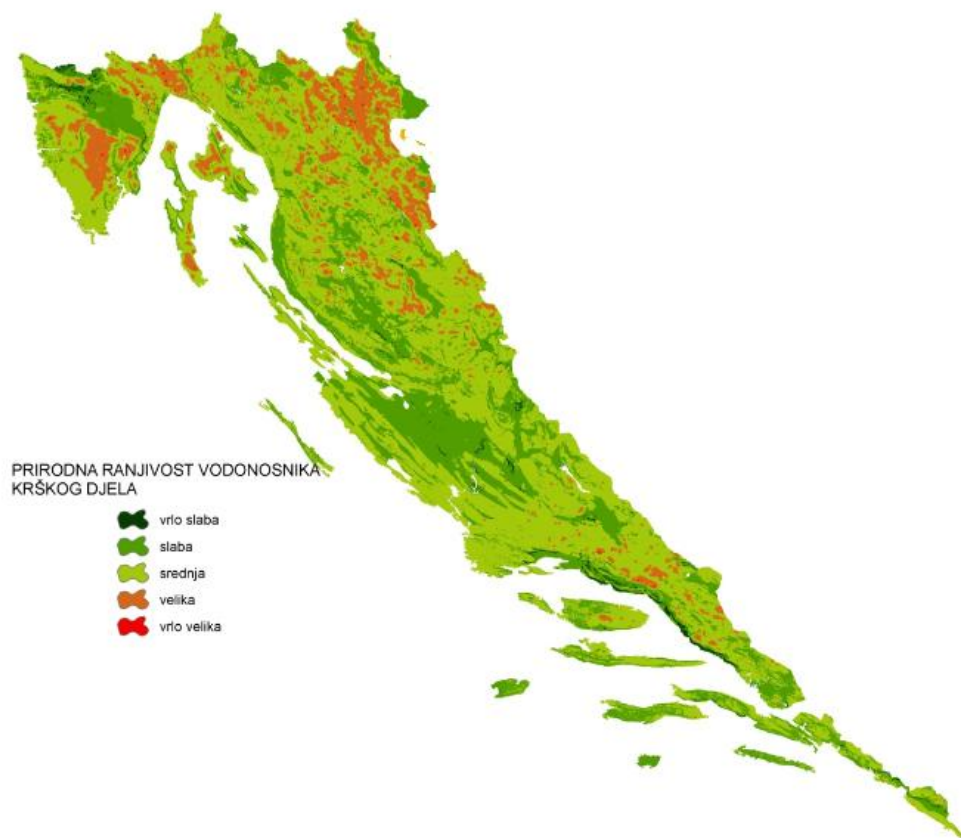 PRIRODNA RANJIVOST VODONOSNIKA
KRŠKOG DJELA
vrlo slaba
slaba
srednja
velika
vrlo velika